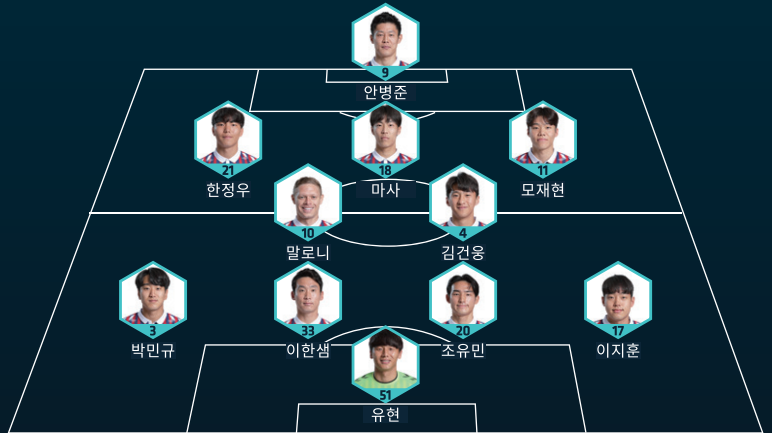 9
안병준
21
한정우
18
마사
11
모재현
10
말로니
4
김건웅
3
박민규
33
이한샘
20
조유민
17
이지훈
51
유현